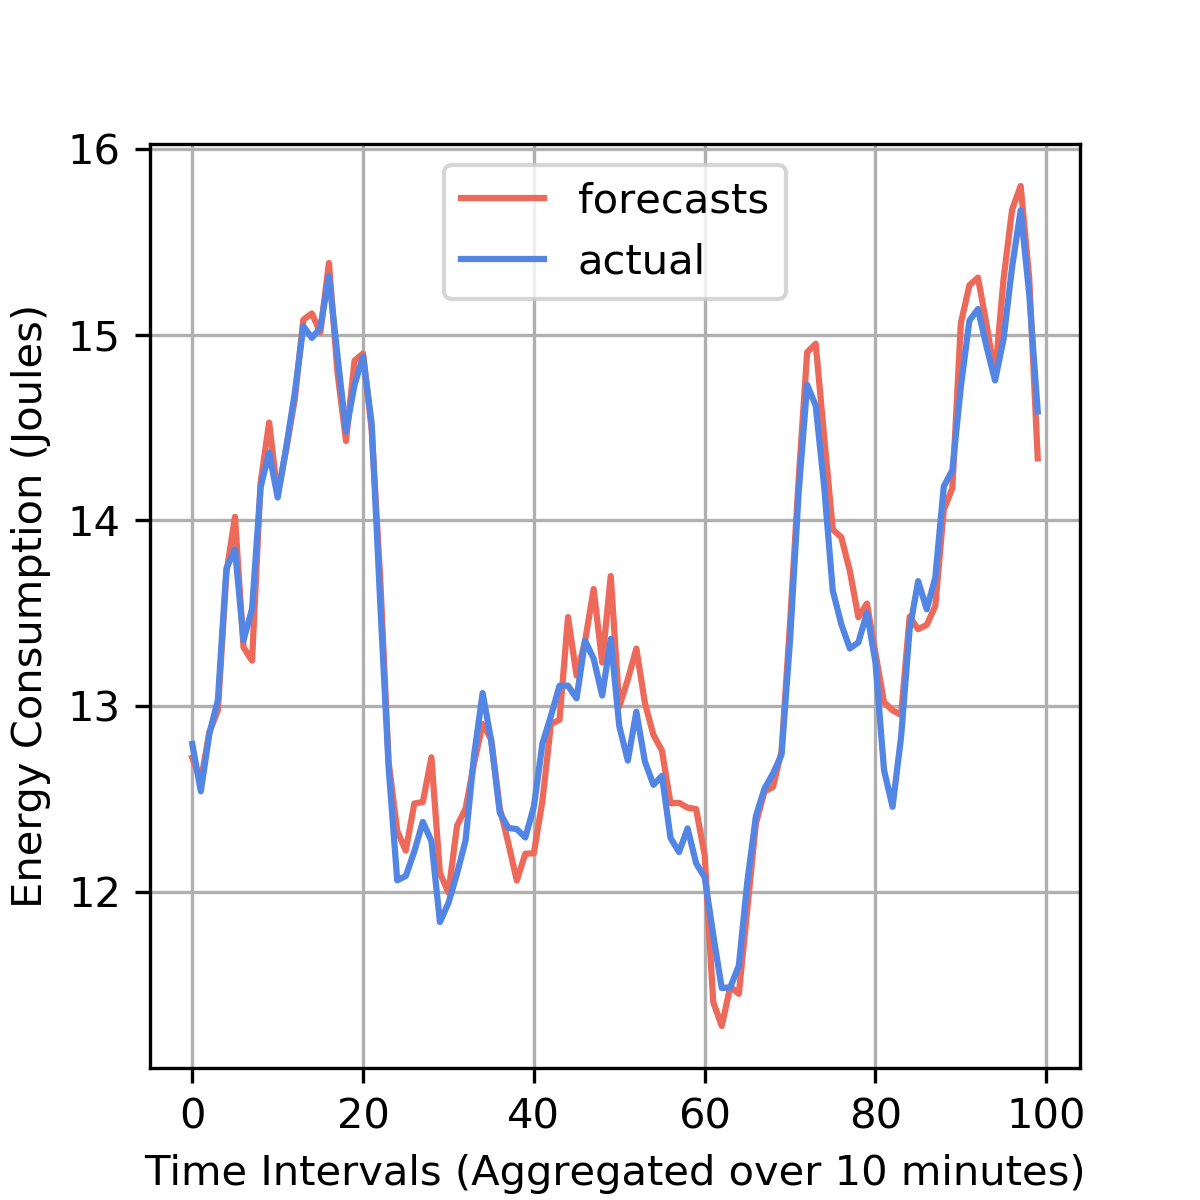 forecasts
actual
16
15
14
13
12
Energy Consumption (Joules)
0 20 40 60 80 100
Time Intervals (Aggregated over 10 minutes)